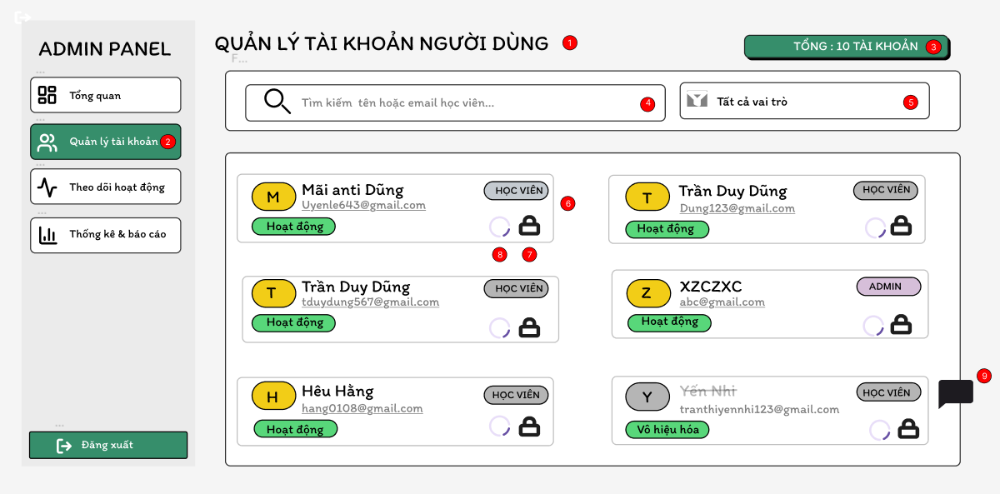 ADMIN PANEL
...
Tổng quan
...
Quản lý tài khoản 2
...
Theo dõi hoạt động
...
Thống kê & báo cáo
...
Đăng xuất
QUẢN LÝ TÀI KHOẢN NGƯỜI DÙNG 1
F...
TỔNG : 10 TÀI KHOẢN 3
Tìm kiếm tên hoặc email học viên... 4
Tất cả vai trò 5
M
Mãi anti Dũng
HỌC VIÊN
Uyenle643@gmail.com
Hoạt động
6
8
7
T
Trần Duy Dũng
HỌC VIÊN
Dung123@gmail.com
Hoạt động
T
Trần Duy Dũng
HỌC VIÊN
tduydung567@gmail.com
Hoạt động
Z
XZCZXC
ADMIN
abc@gmail.com
Hoạt động
H
Hêu Hằng
HỌC VIÊN
hang0108@gmail.com
Hoạt động
Y
Yến Nhi
HỌC VIÊN
tranthiyennhi123@gmail.com
Vô hiệu hóa
9